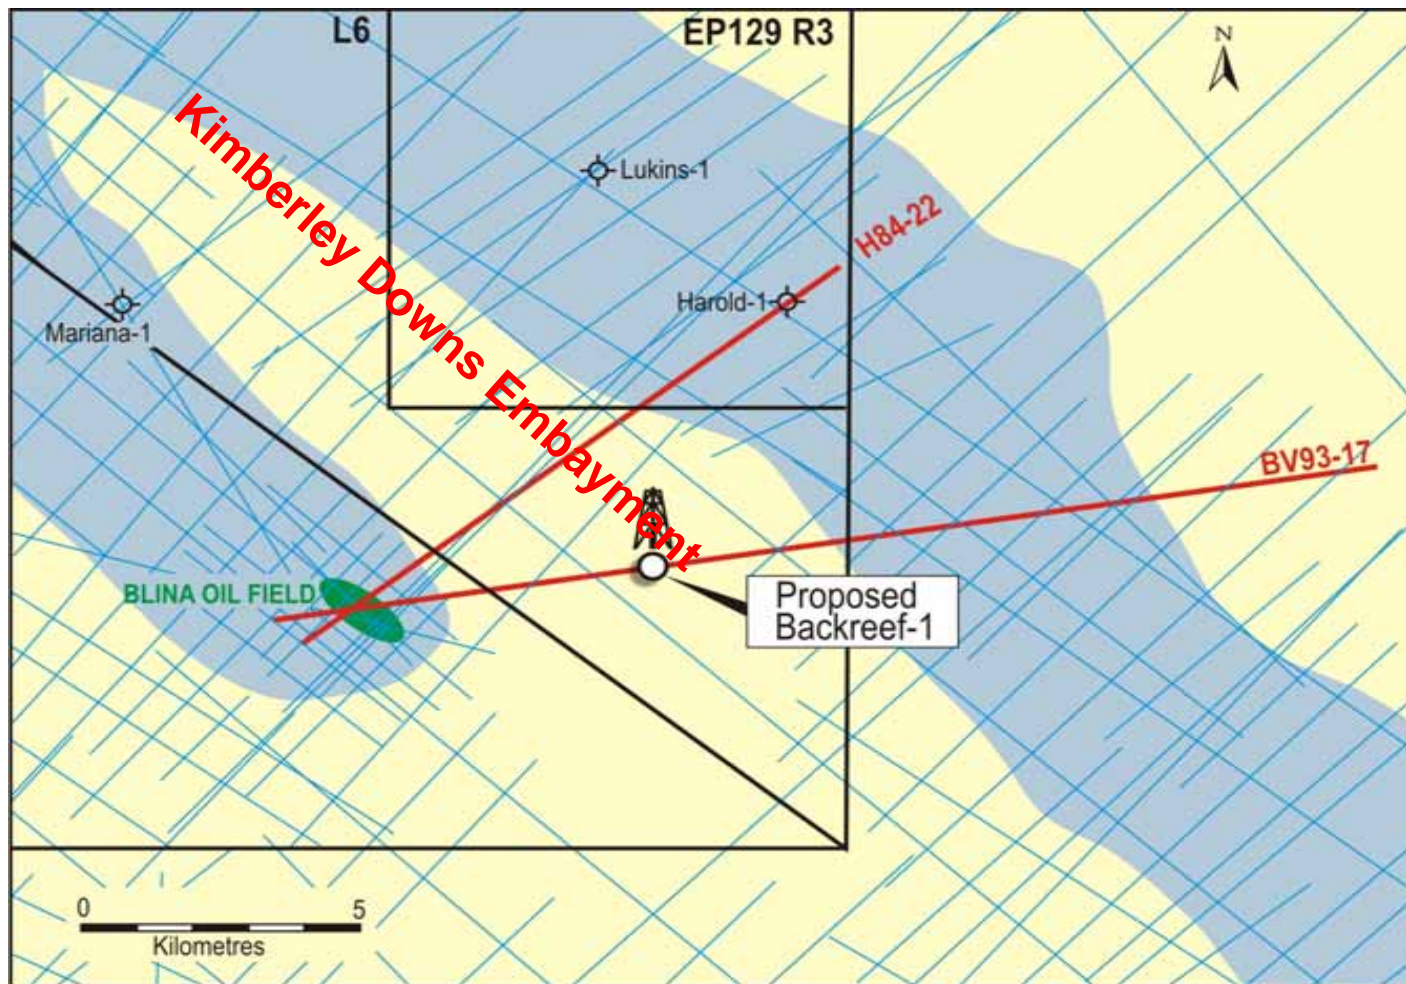 L6
EP129 R3
N
Kimberley Downs Embayment
Lukins-1
H84-22
Harold-1
Mariana-1
BV93-17
BLINA OIL FIELD
Proposed
Backreef-1
0 5
Kilometres